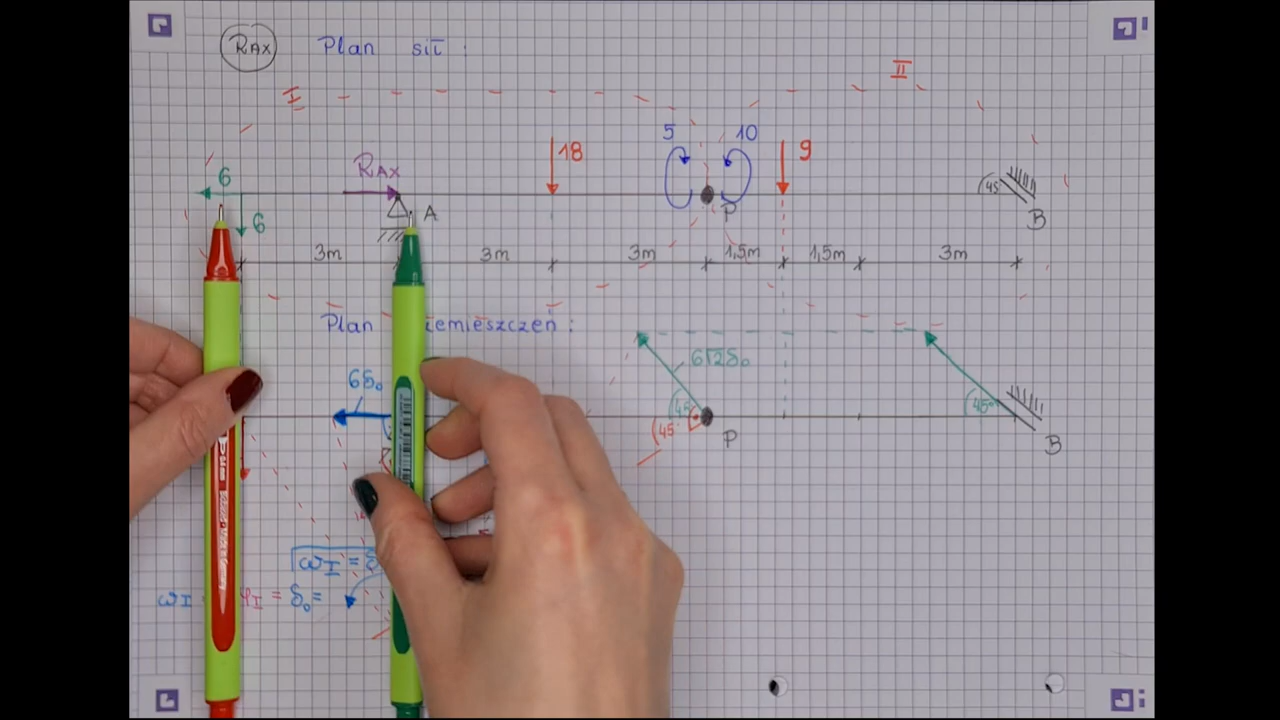 RAX Plan sił:
I II
5 10
18 9
6 RAX
45
P
A B
6
3m 3m 3m 1,5m 1,5m 3m
Plan :
6√2δ₀
6δ₀
45 45°
45° P B
ωI = δ
ωI φI = δ₀=